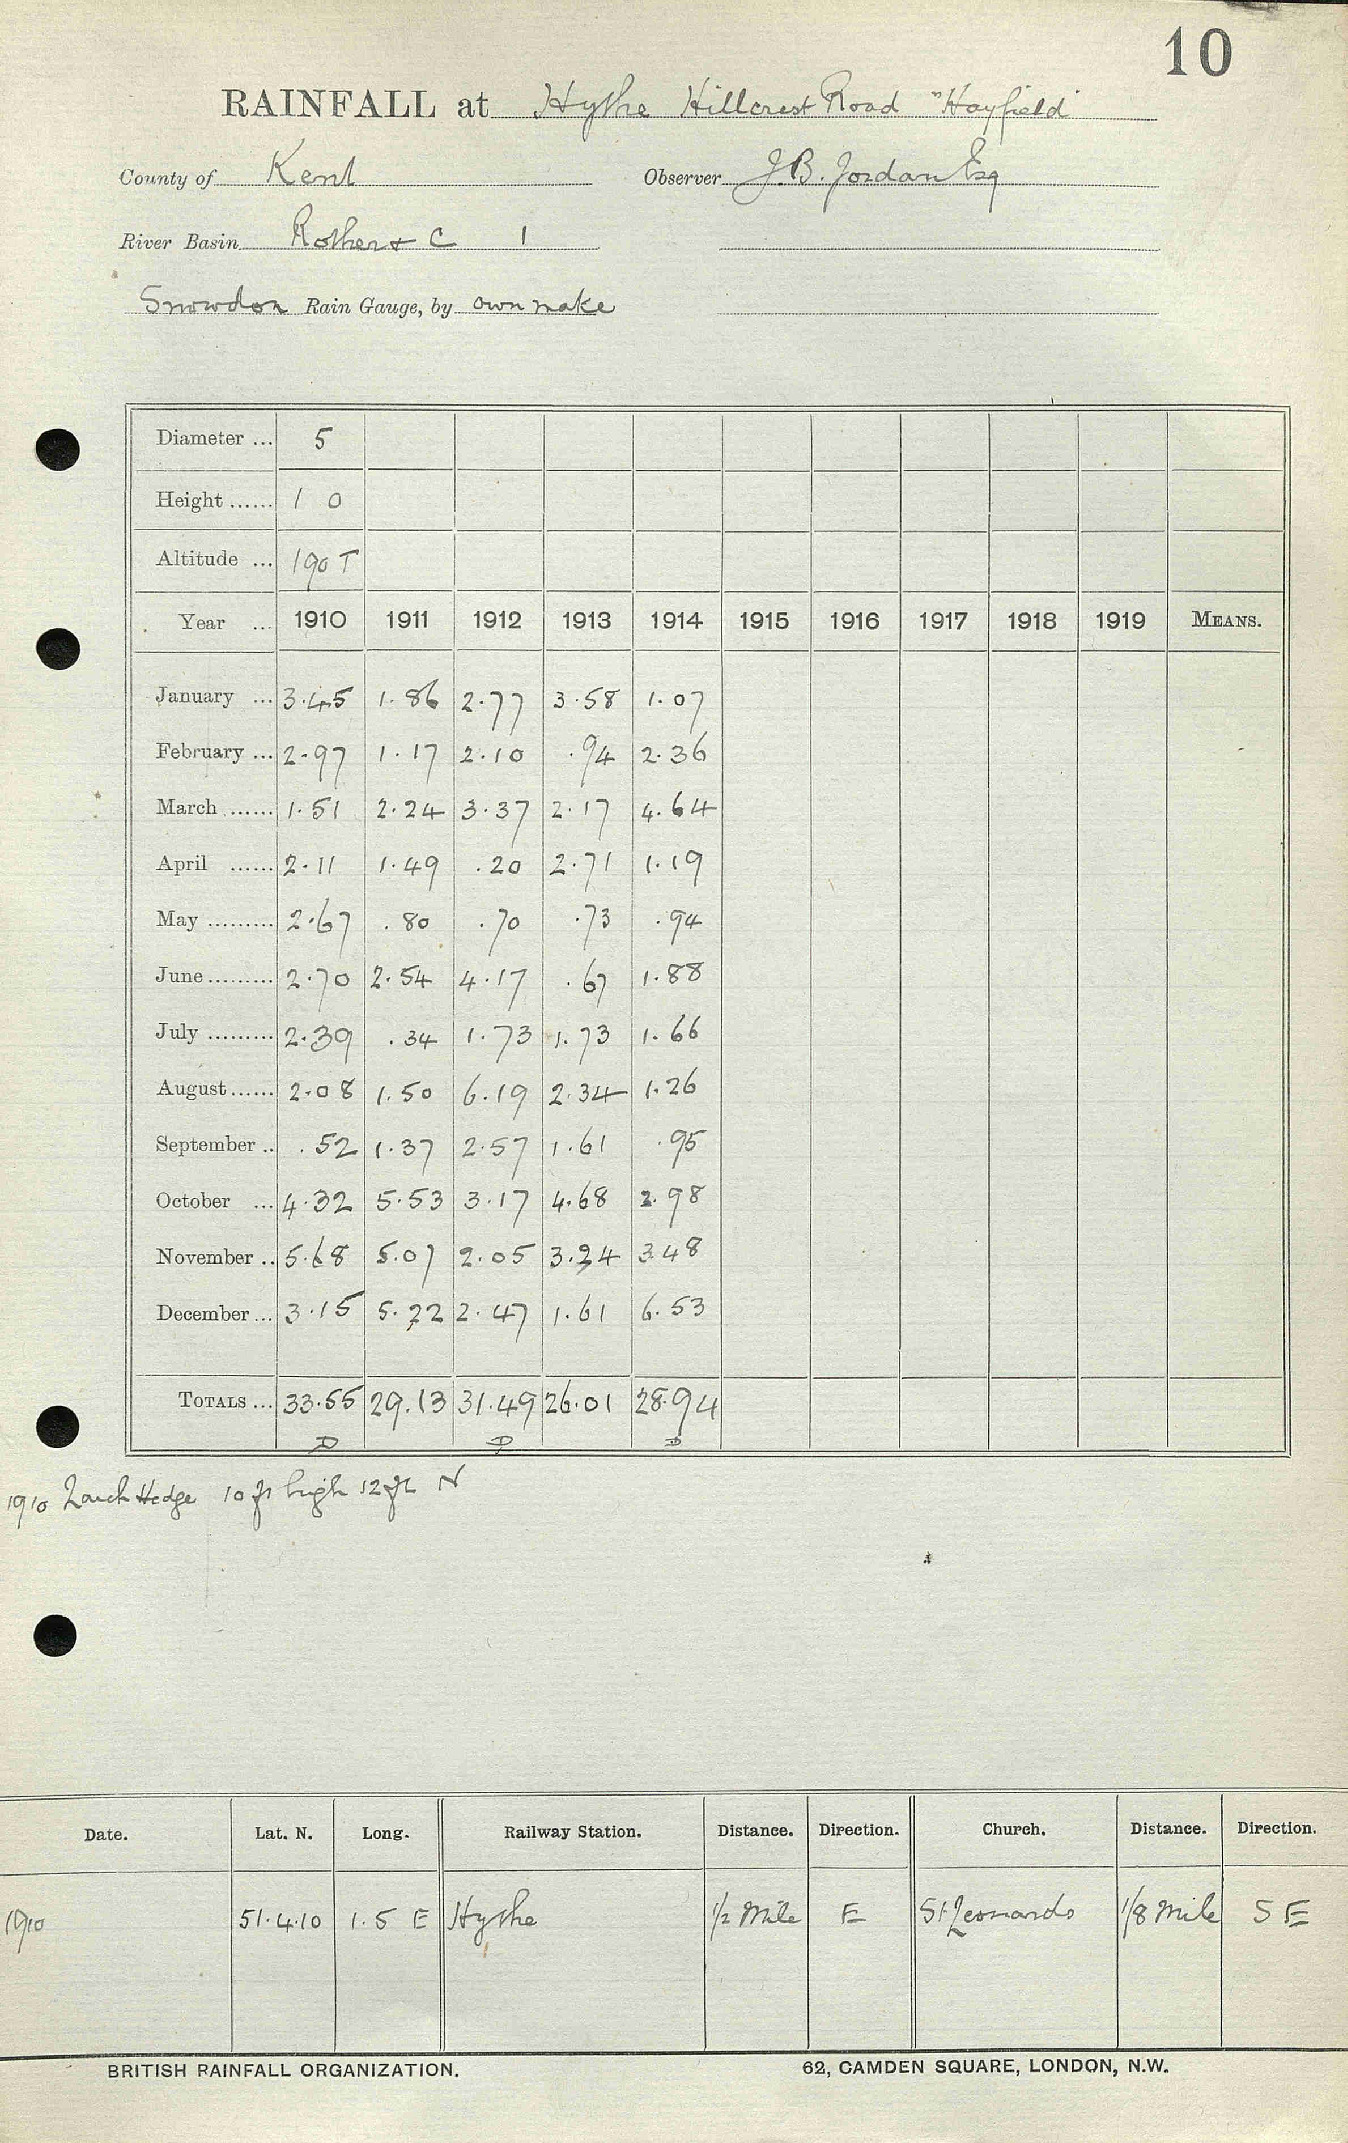 10
RAINFALL at Hythe Hillcrest Road "Hayfield"
County of Kent Observer J.B. Jordan Esq
River Basin Rother & C 1
Snowdon Rain Gauge, by own make
Diameter ... 5
Height ...... 1 0
Altitude ... 190 T
Year ... 1910 1911 1912 1913 1914 1915 1916 1917 1918 1919 MEANS.
January ... 3.45 1.86 2.77 3.58 1.07
February ... 2.97 1.17 2.10 .94 2.36
March ...... 1.51 2.24 3.37 2.17 4.64
April ...... 2.11 1.49 .20 2.71 1.19
May ......... 2.67 .80 .70 .73 .94
June ......... 2.70 2.54 4.17 .67 1.88
July ......... 2.39 .34 1.73 1.73 1.66
August ...... 2.08 1.50 6.19 2.34 1.26
September .. .52 1.37 2.57 1.61 .95
October ... 4.32 5.53 3.17 4.68 2.98
November .. 5.68 5.07 2.05 3.24 3.48
December ... 3.15 5.22 2.47 1.61 6.53
TOTALS ... 33.55 29.13 31.49 26.01 28.94
D D D
1910 Hedge 10 ft high 12 ft N
Date. Lat. N. Long. Railway Station. Distance. Direction. Church. Distance. Direction.
1910 51.4.10 1.5 E Hythe 1/2 Mile E St Leonards 1/8 Mile S E
BRITISH RAINFALL ORGANIZATION. 62, CAMDEN SQUARE, LONDON, N.W.